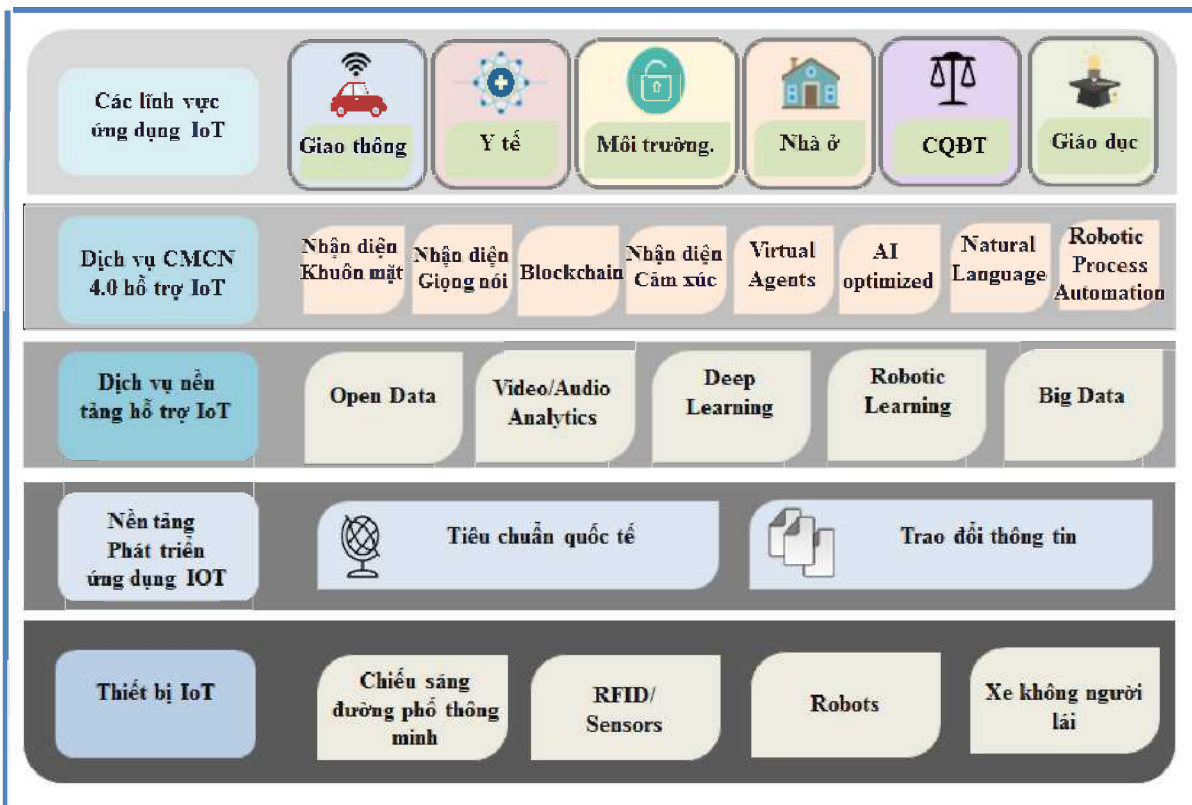 Các lĩnh vực
ứng dụng IoT
Giao thông
Y tế
Môi trường.
Nhà ở
CQĐT
Giáo dục
Dịch vụ CMCN
4.0 hỗ trợ IoT
Nhận diện
Khuôn mặt
Nhận diện
Giọng nói
Blockchain
Nhận diện
Cảm xúc
Virtual
Agents
AI
optimized
Natural
Language
Robotic
Process
Automation
Dịch vụ nền
tảng hỗ trợ IoT
Open Data
Video/Audio
Analytics
Deep
Learning
Robotic
Learning
Big Data
Nền tảng
Phát triển
ứng dụng IOT
Tiêu chuẩn quốc tế
Trao đổi thông tin
Thiết bị IoT
Chiếu sáng
đường phố thông
minh
RFID/
Sensors
Robots
Xe không người
lái